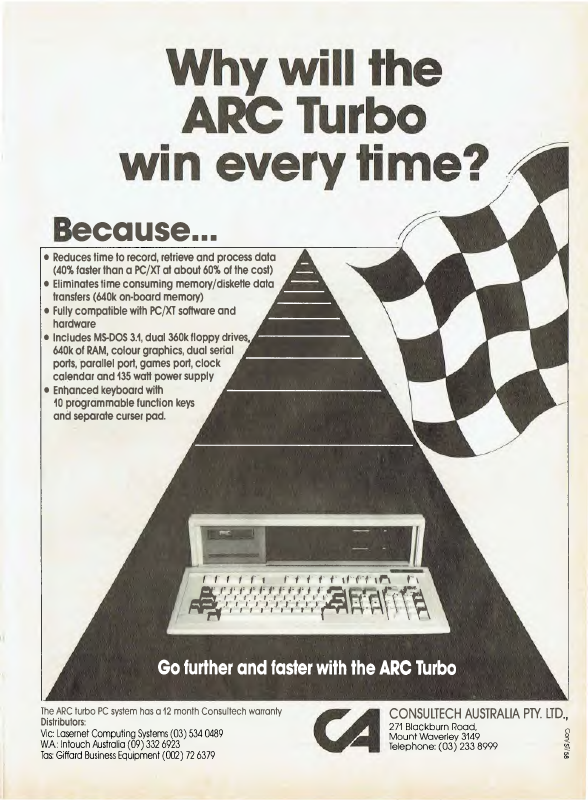 Why will the
ARC Turbo
win every time?
Because...
• Reduces time to record, retrieve and process data
(40% faster than a PC/XT at about 60% of the cost)
• Eliminates time consuming memory/diskette data
transfers (640k on-board memory)
• Fully compatible with PC/XT software and
hardware
• Includes MS-DOS 3.1, dual 360k floppy drives,
640k of RAM, colour graphics, dual serial
ports, parallel port, games port, clock
calendar and 135 watt power supply
• Enhanced keyboard with
10 programmable function keys
and separate curser pad.
Go further and faster with the ARC Turbo
The ARC turbo PC system has a 12 month Consultech warranty
Distributors:
Vic: Lasernet Computing Systems (03) 534 0489
W.A.: Intouch Australia (09) 332 6923
Tas: Giffard Business Equipment (002) 72 6379
CA
CONSULTECH AUSTRALIA PTY. LTD.,
271 Blackburn Road,
Mount Waverley 3149
Telephone: (03) 233 8999